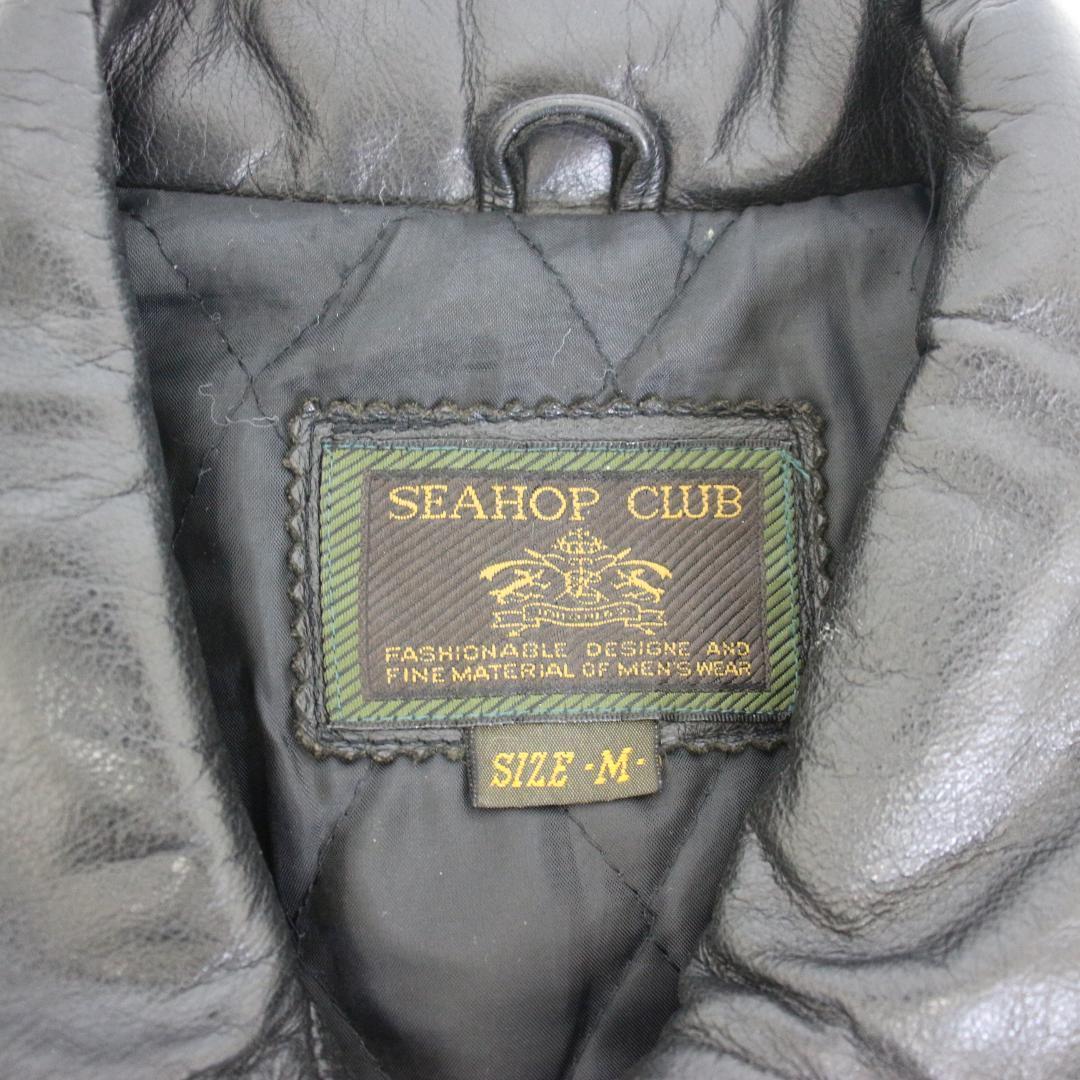 SEAHOP CLUB
FASHIONABLE DESIGNE AND
FINE MATERIAL OF MEN'S WEAR
SIZE -M-